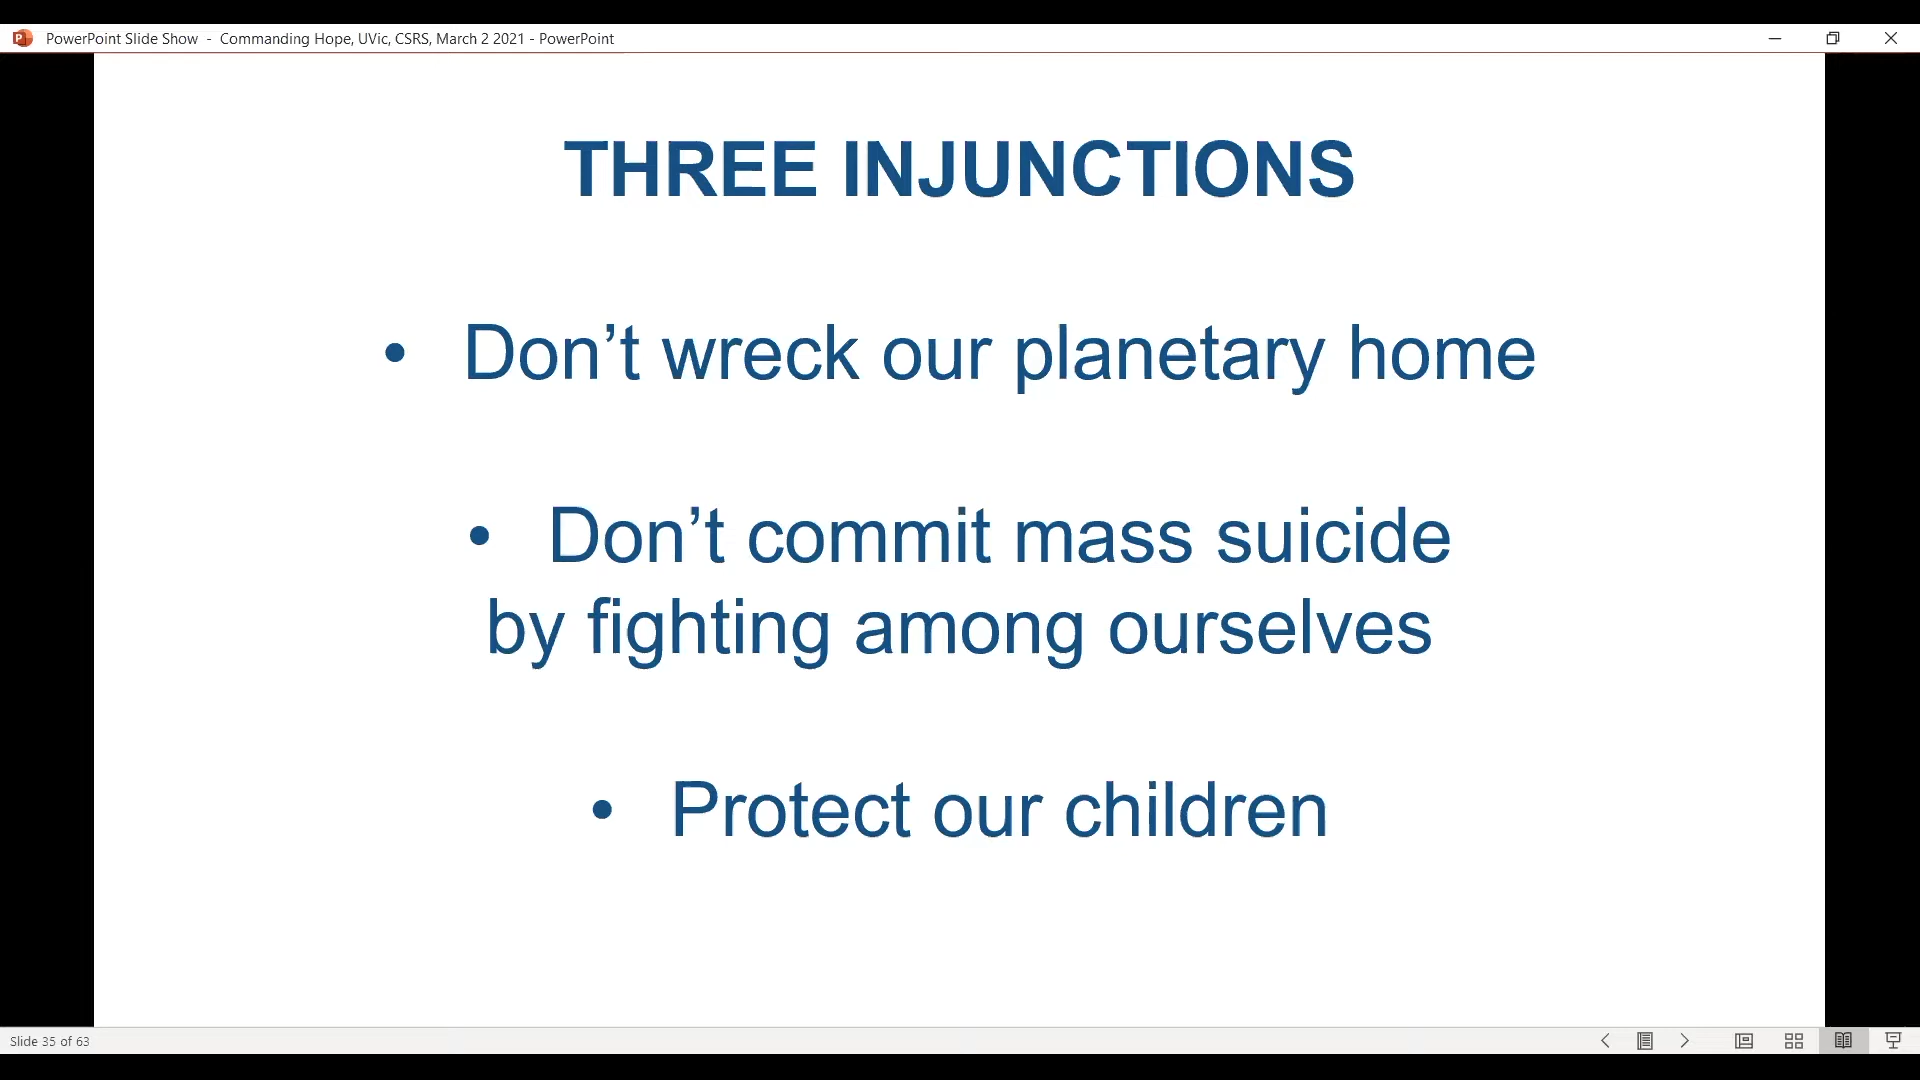 PowerPoint Slide Show - Commanding Hope, UVic, CSRS, March 2 2021 - PowerPoint
THREE INJUNCTIONS
• Don’t wreck our planetary home
• Don’t commit mass suicide
by fighting among ourselves
• Protect our children
Slide 35 of 63